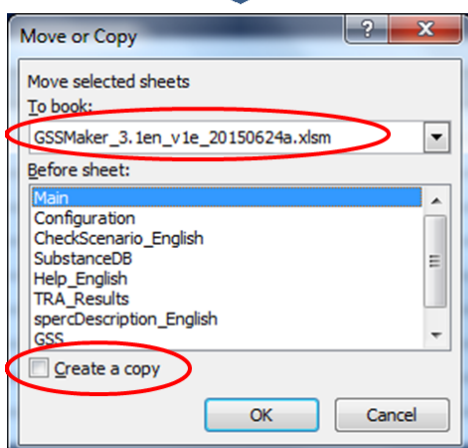 Move or Copy
?
X
Move selected sheets
To book:
GSSMaker_3.1en_v1e_20150624a.xlsm
Before sheet:
Main
Configuration
CheckScenario_English
SubstanceDB
Help_English
TRA_Results
spercDescription_English
GSS
Create a copy
OK
Cancel